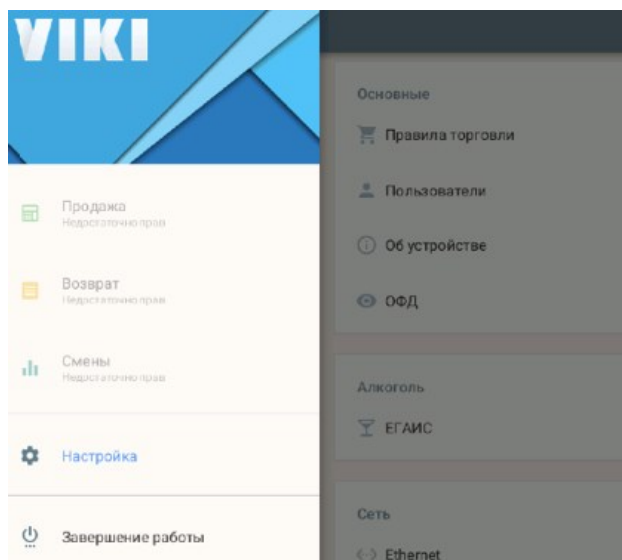 VIKI
Продажа
Недостаточно прав
Возврат
Недостаточно прав
Смены
Недостаточно прав
Настройка
Завершение работы
Основные
Правила торговли
Пользователи
Об устройстве
ОФД
Алкоголь
ЕГАИС
Сеть
Ethernet